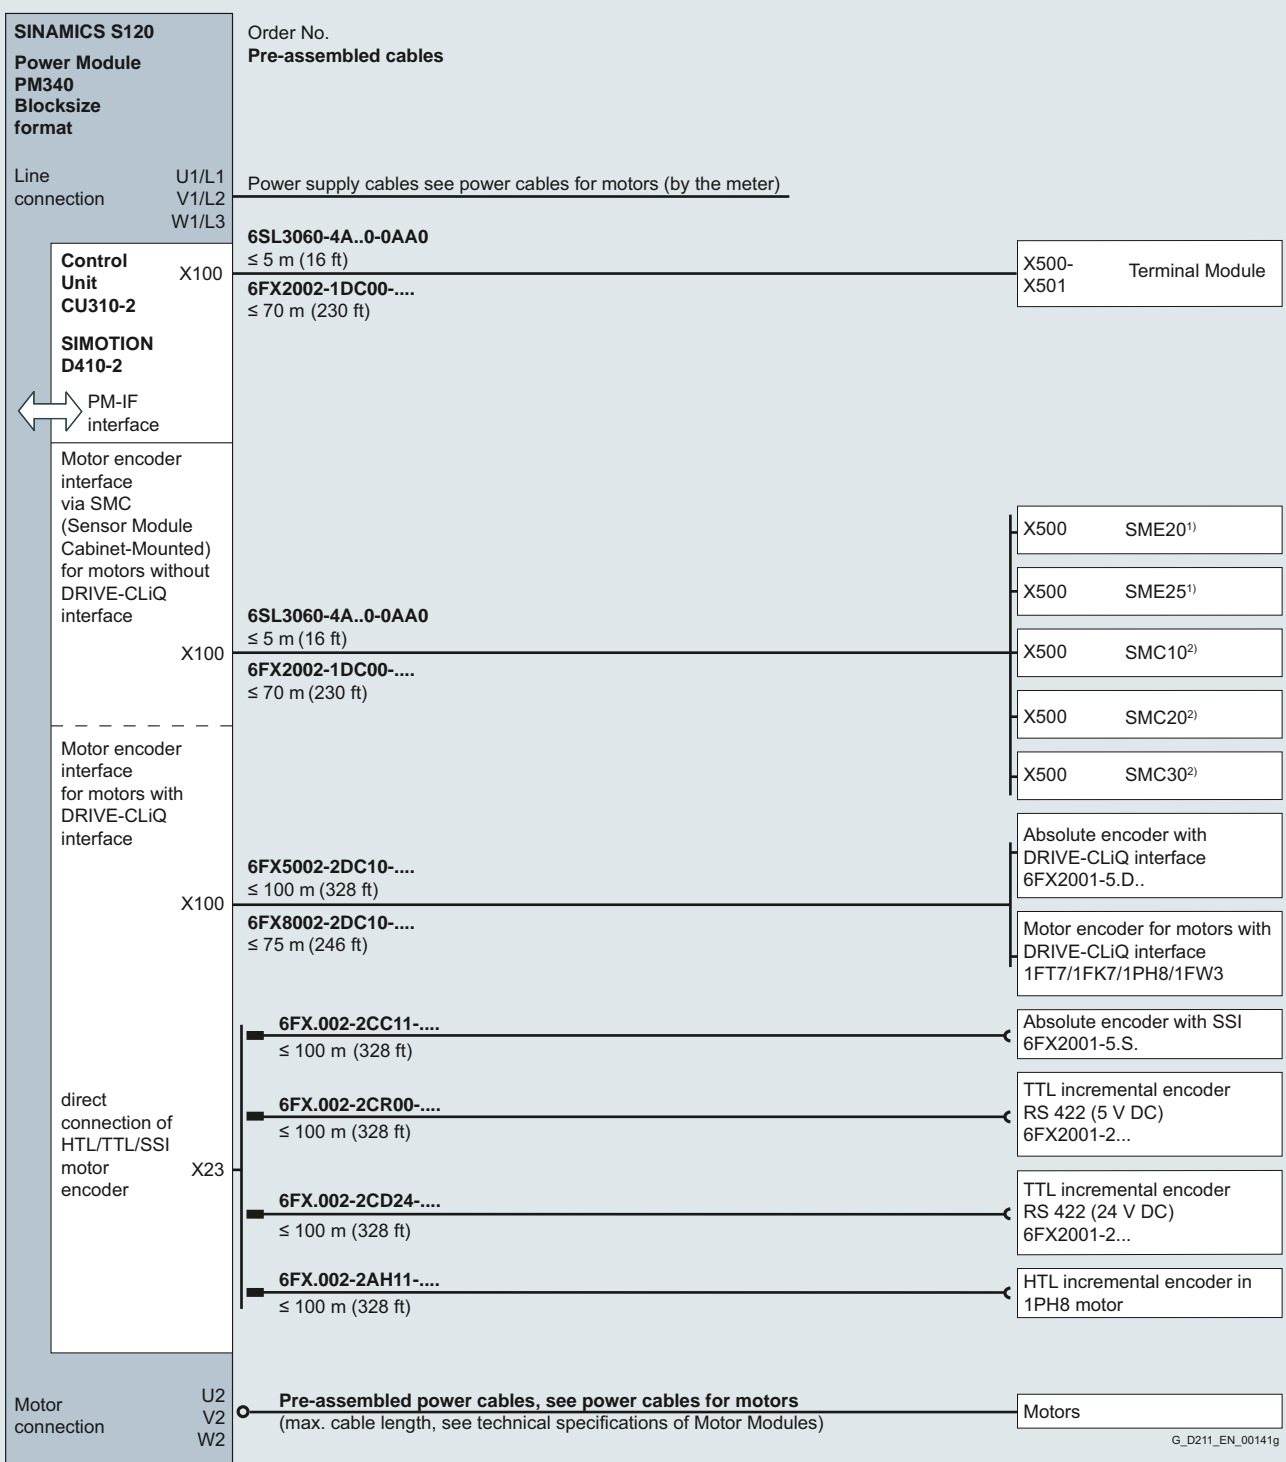 SINAMICS S120
Power Module
PM340
Blocksize
format
Order No.
Pre-assembled cables
Line
connection
U1/L1
V1/L2
W1/L3
Power supply cables see power cables for motors (by the meter)
Control
Unit
CU310-2
X100
6SL3060-4A..0-0AA0
≤ 5 m (16 ft)
6FX2002-1DC00-....
≤ 70 m (230 ft)
X500-
X501
Terminal Module
SIMOTION
D410-2
PM-IF
interface
Motor encoder
interface
via SMC
(Sensor Module
Cabinet-Mounted)
for motors without
DRIVE-CLiQ
interface
X100
6SL3060-4A..0-0AA0
≤ 5 m (16 ft)
6FX2002-1DC00-....
≤ 70 m (230 ft)
X500 SME20¹⁾
X500 SME25¹⁾
X500 SMC10²⁾
X500 SMC20²⁾
X500 SMC30²⁾
Motor encoder
interface
for motors with
DRIVE-CLiQ
interface
X100
6FX5002-2DC10-....
≤ 100 m (328 ft)
6FX8002-2DC10-....
≤ 75 m (246 ft)
Absolute encoder with
DRIVE-CLiQ interface
6FX2001-5.D..
Motor encoder for motors with
DRIVE-CLiQ interface
1FT7/1FK7/1PH8/1FW3
direct
connection of
HTL/TTL/SSI
motor
encoder
X23
6FX.002-2CC11-....
≤ 100 m (328 ft)
Absolute encoder with SSI
6FX2001-5.S.
6FX.002-2CR00-....
≤ 100 m (328 ft)
TTL incremental encoder
RS 422 (5 V DC)
6FX2001-2...
6FX.002-2CD24-....
≤ 100 m (328 ft)
TTL incremental encoder
RS 422 (24 V DC)
6FX2001-2...
6FX.002-2AH11-....
≤ 100 m (328 ft)
HTL incremental encoder in
1PH8 motor
Motor
connection
U2
V2
W2
Pre-assembled power cables, see power cables for motors
(max. cable length, see technical specifications of Motor Modules)
Motors
G_D211_EN_00141g